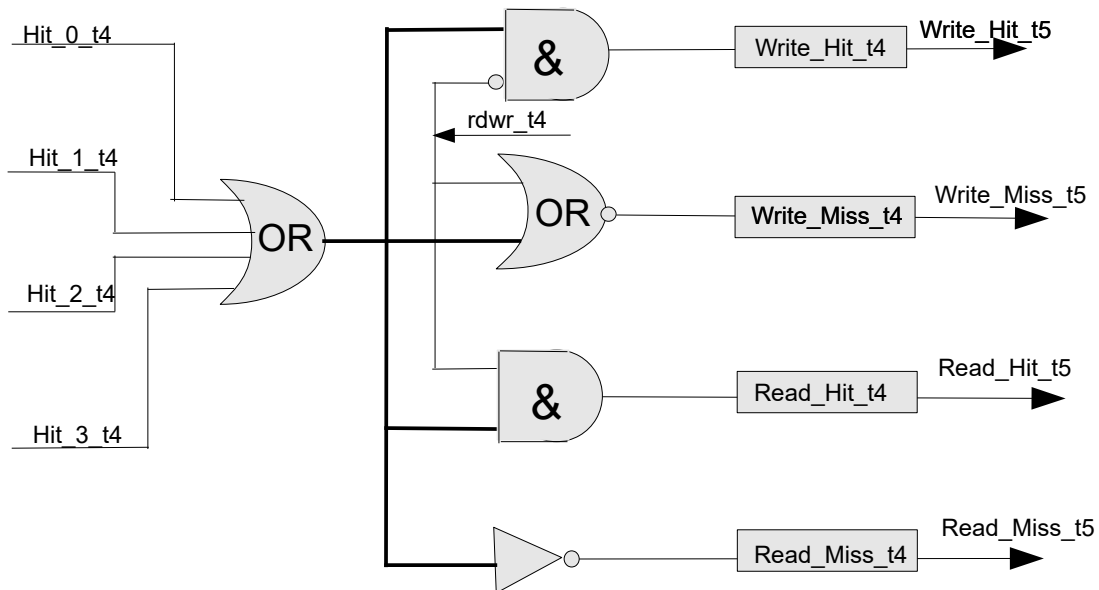 Hit_0_t4
Hit_1_t4
Hit_2_t4
Hit_3_t4
OR
&
rdwr_t4
OR
&
Write_Hit_t4
Write_Hit_t5
Write_Miss_t4
Write_Miss_t5
Read_Hit_t4
Read_Hit_t5
Read_Miss_t4
Read_Miss_t5